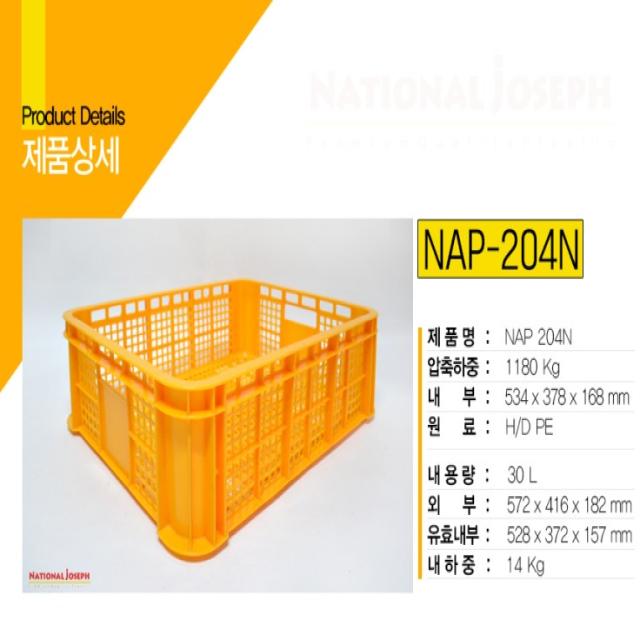 NATIONAL JOSEPH
Product Details
제품상세
NAP-204N
제품명 : NAP 204N
압축하중 : 1180 Kg
내 부 : 534 x 378 x 168 mm
원 료 : H/D PE
내용량 : 30 L
외 부 : 572 x 416 x 182 mm
유효내부 : 528 x 372 x 157 mm
내하중 : 14 Kg
NATIONAL JOSEPH